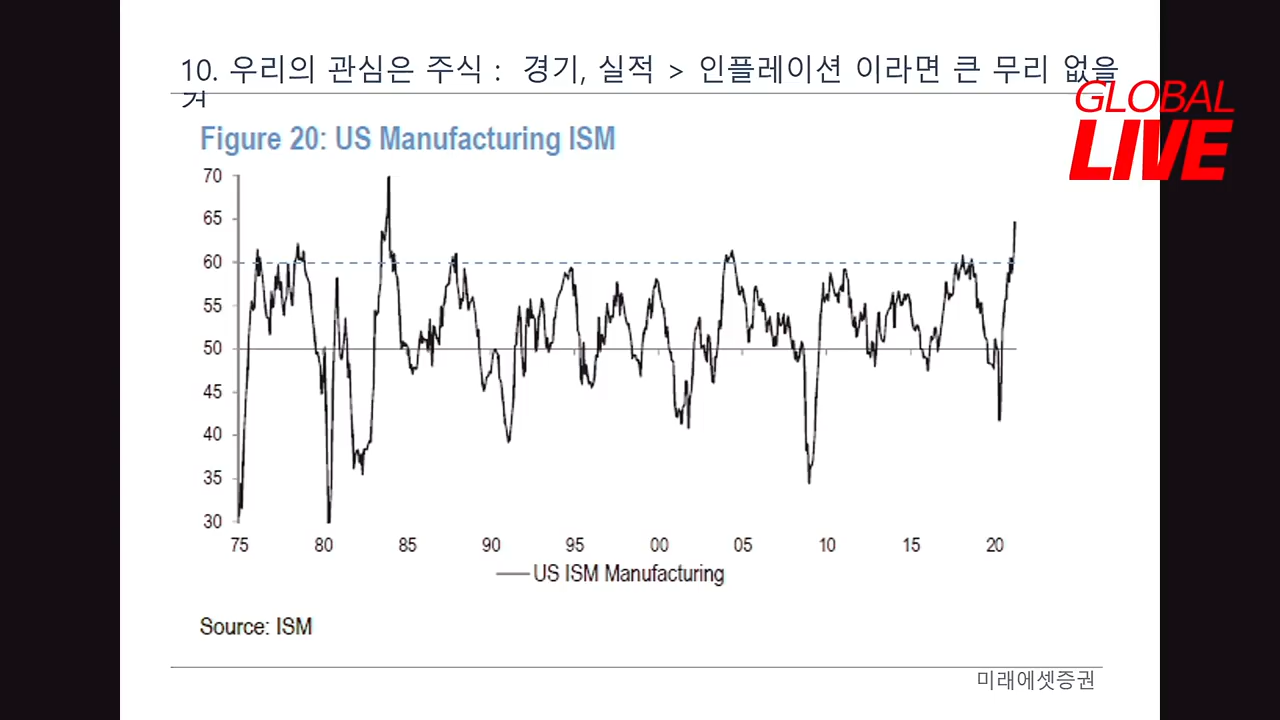 10. 우리의 관심은 주식 : 경기, 실적 > 인플레이션 이라면 큰 무리 없을
거
GLOBAL
LIVE
Figure 20: US Manufacturing ISM
70
65
60
55
50
45
40
35
30
75 80 85 90 95 00 05 10 15 20
US ISM Manufacturing
Source: ISM
미래에셋증권